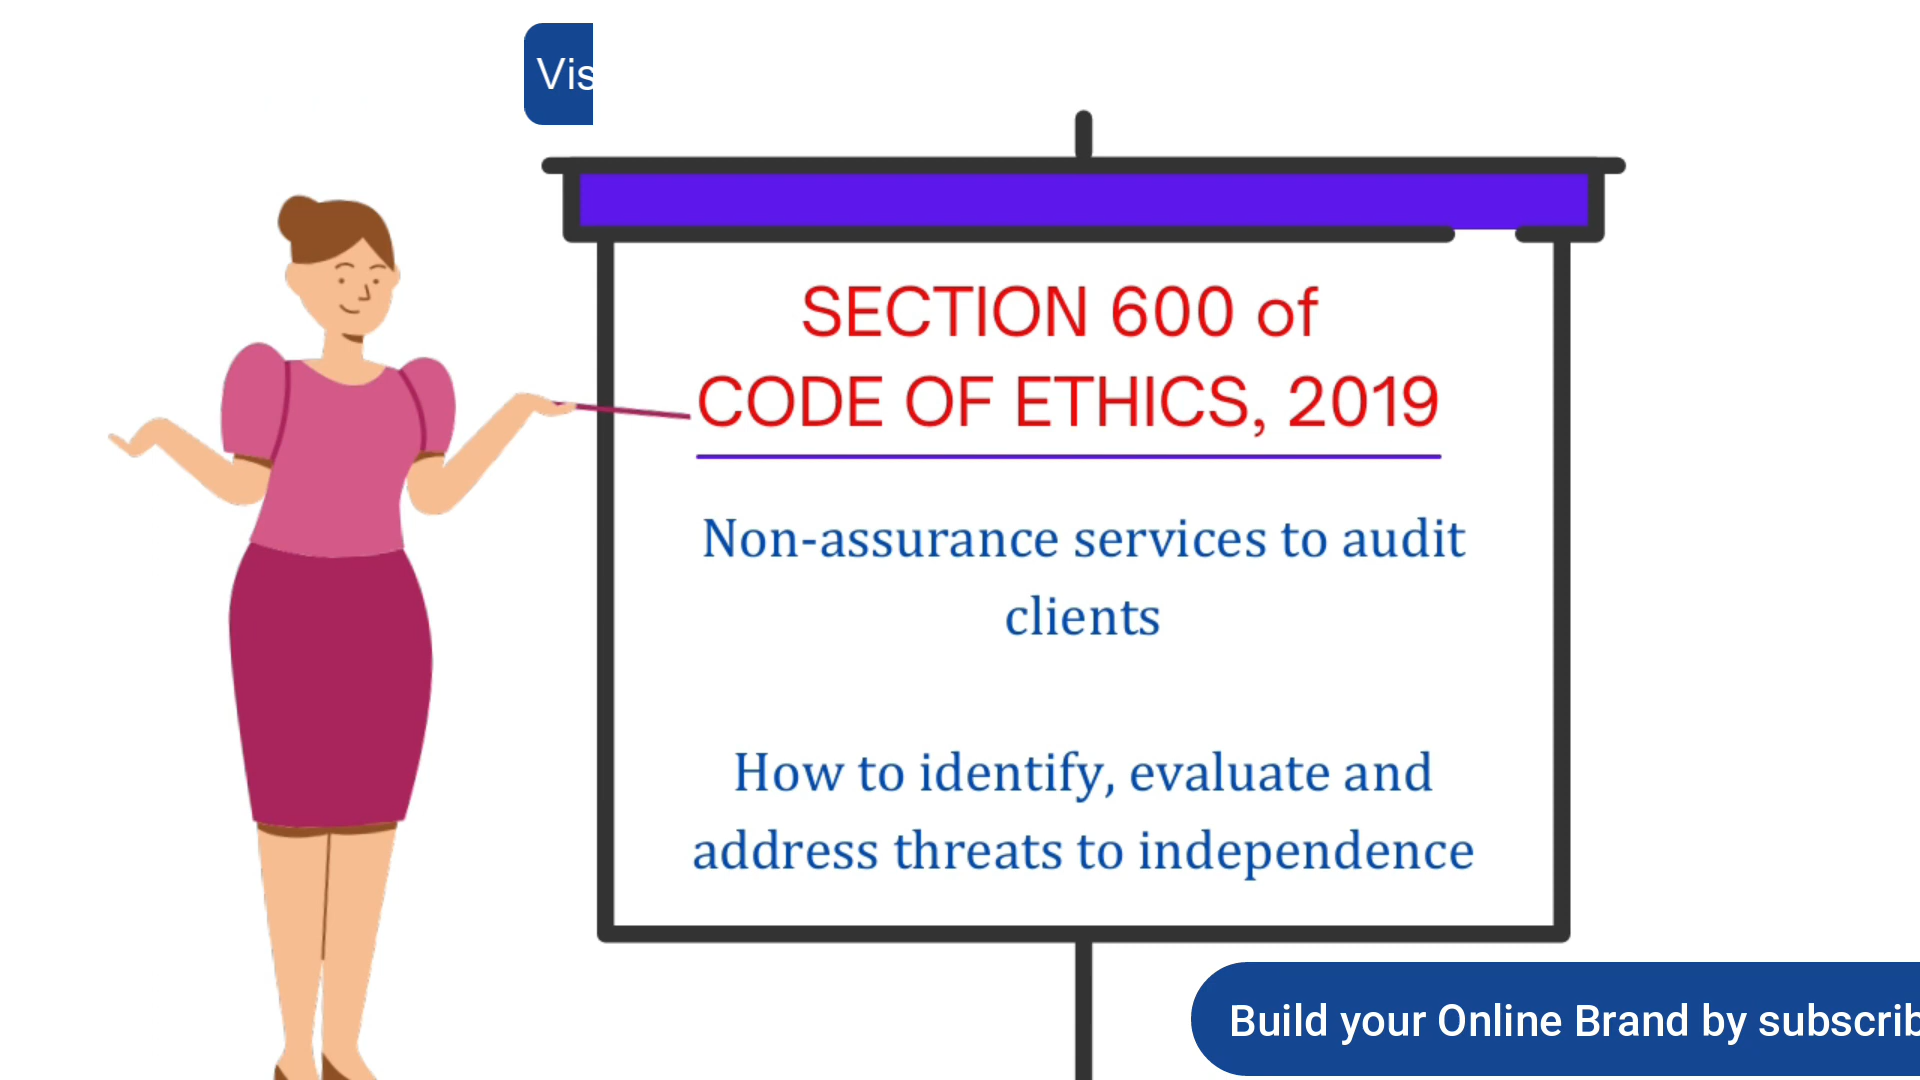 Vis
SECTION 600 of
CODE OF ETHICS, 2019
Non-assurance services to audit
clients
How to identify, evaluate and
address threats to independence
Build your Online Brand by subscrib